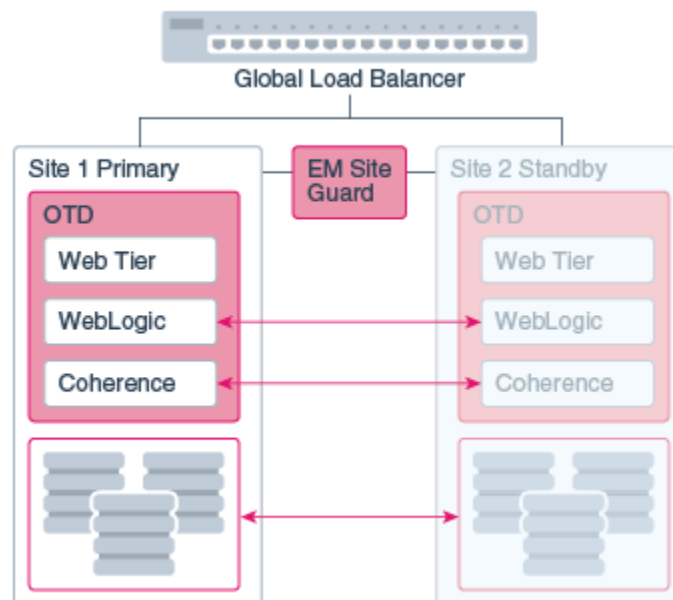 Global Load Balancer
Site 1 Primary
EM Site
Guard
Site 2 Standby
OTD
Web Tier
WebLogic
Coherence
OTD
Web Tier
WebLogic
Coherence